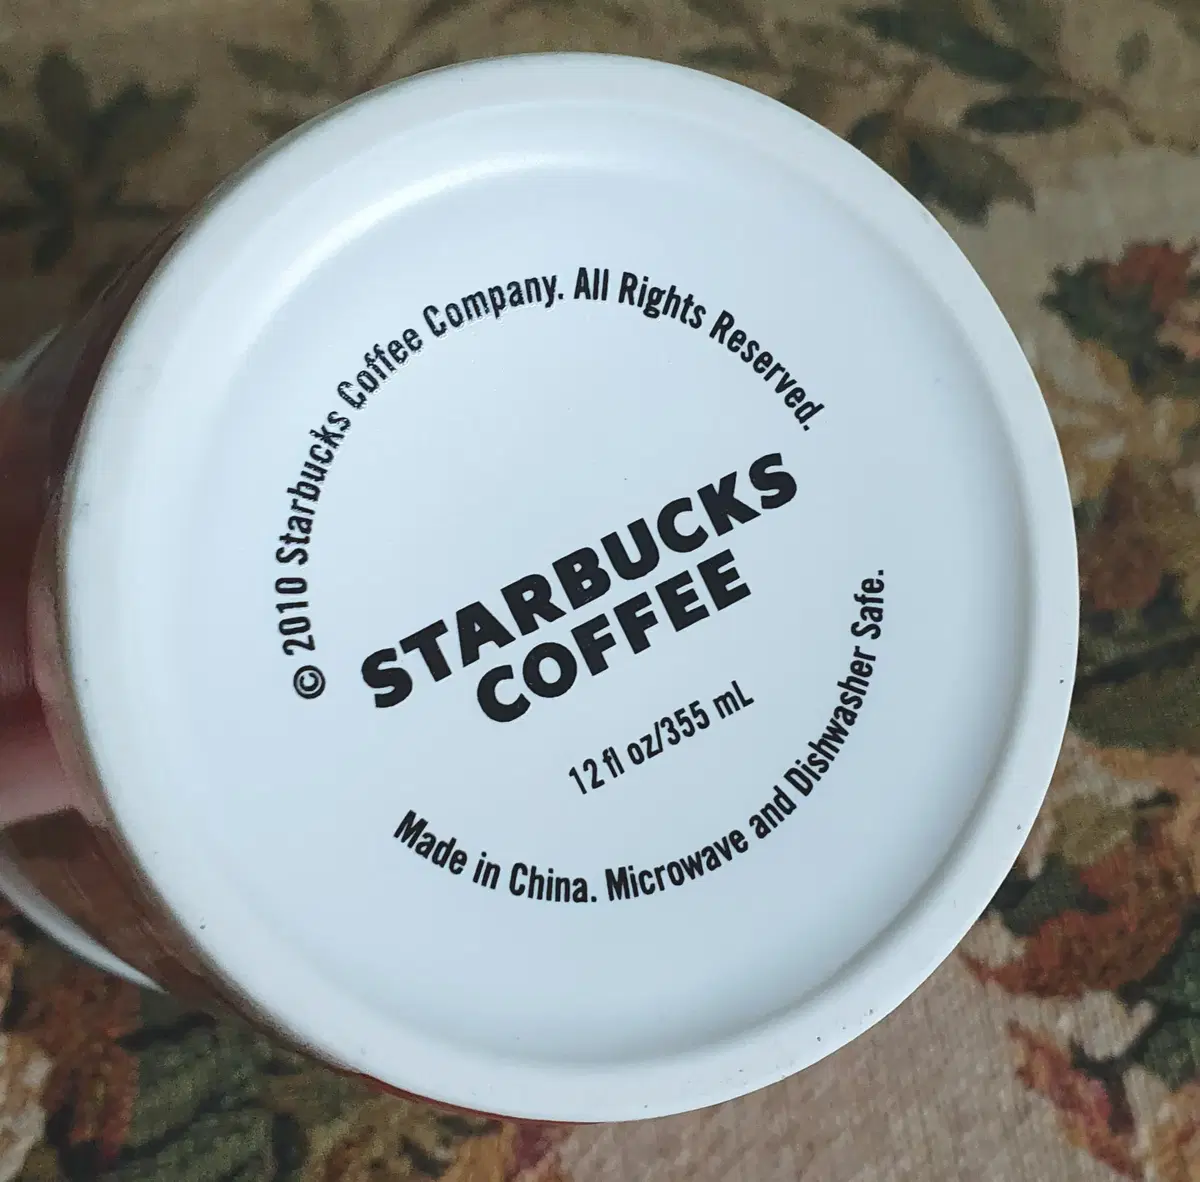 © 2010 Starbucks Coffee Company. All Rights Reserved.
STARBUCKS
COFFEE
12 fl oz/355 mL
Made in China. Microwave and Dishwasher Safe.